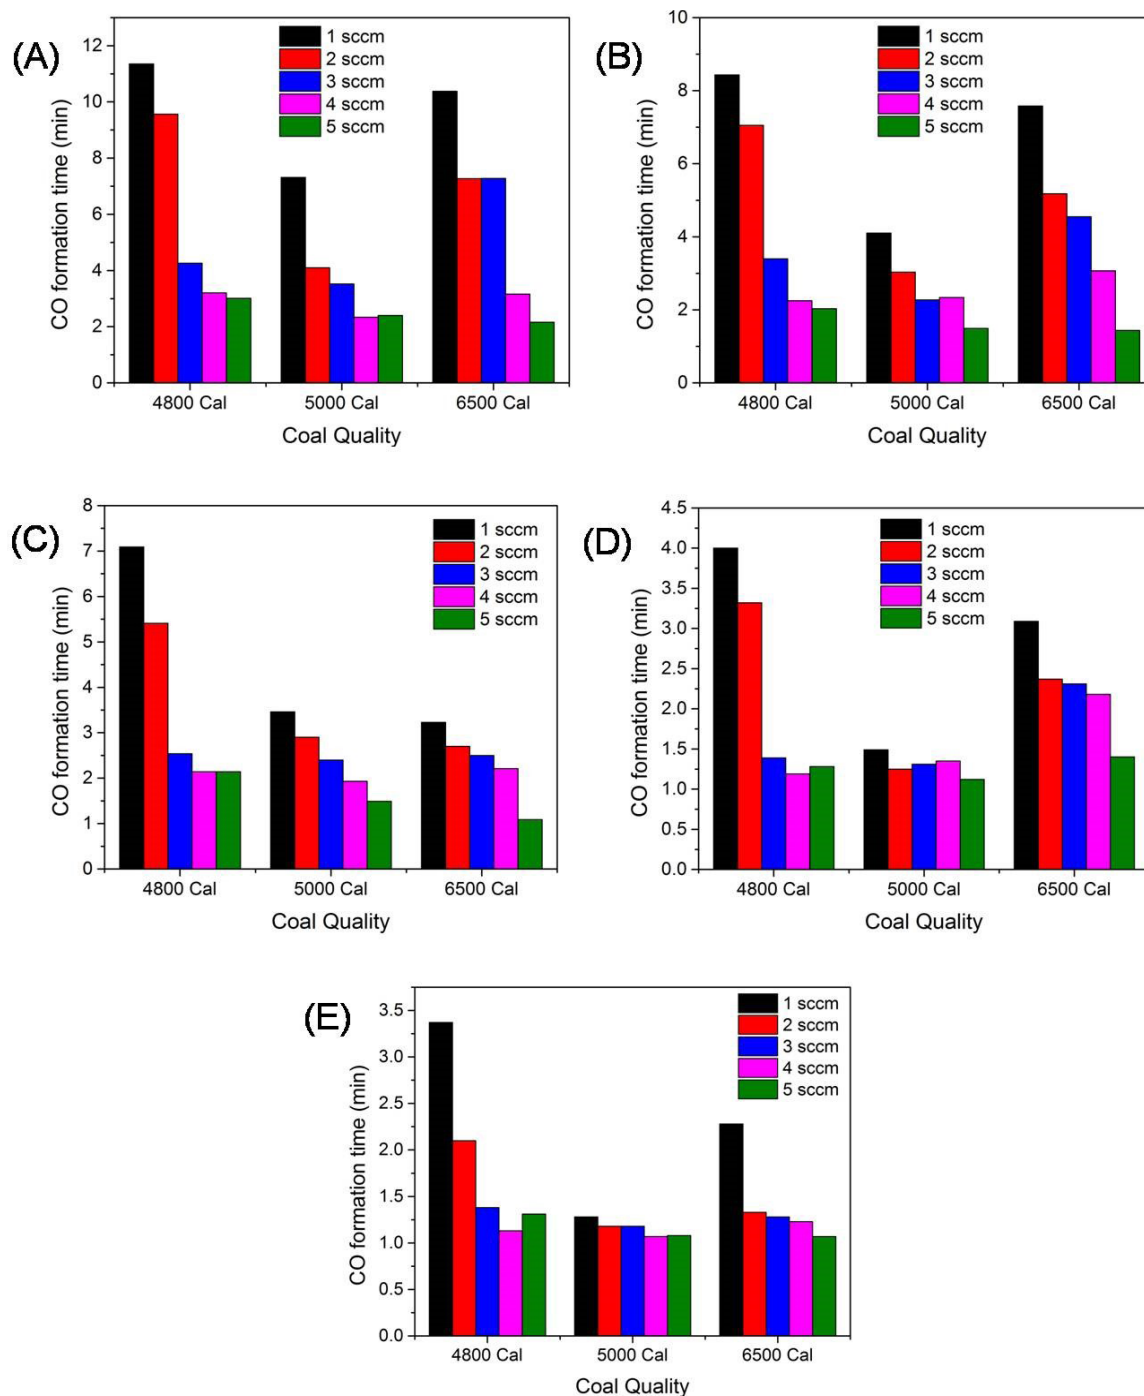 (A)
CO formation time (min)
12
10
8
6
4
2
0
1 sccm
2 sccm
3 sccm
4 sccm
5 sccm
4800 Cal 5000 Cal 6500 Cal
Coal Quality
(B)
CO formation time (min)
10
8
6
4
2
0
1 sccm
2 sccm
3 sccm
4 sccm
5 sccm
4800 Cal 5000 Cal 6500 Cal
Coal Quality
(C)
CO formation time (min)
8
7
6
5
4
3
2
1
0
1 sccm
2 sccm
3 sccm
4 sccm
5 sccm
4800 Cal 5000 Cal 6500 Cal
Coal Quality
(D)
CO formation time (min)
4.5
4.0
3.5
3.0
2.5
2.0
1.5
1.0
0.5
0.0
1 sccm
2 sccm
3 sccm
4 sccm
5 sccm
4800 Cal 5000 Cal 6500 Cal
Coal Quality
(E)
CO formation time (min)
3.5
3.0
2.5
2.0
1.5
1.0
0.5
0.0
1 sccm
2 sccm
3 sccm
4 sccm
5 sccm
4800 Cal 5000 Cal 6500 Cal
Coal Quality